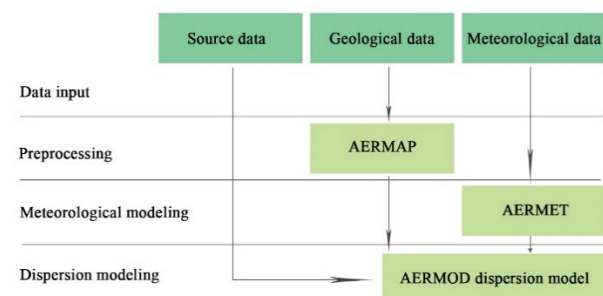 Source data
Geological data
Meteorological data
Data input
AERMAP
Preprocessing
AERMET
Meteorological modeling
Dispersion modeling
AERMOD dispersion model